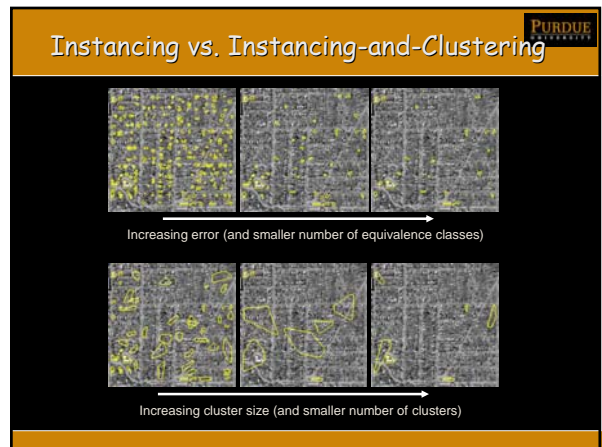 PURDUE
UNIVERSITY
Instancing vs. Instancing-and-Clustering
Increasing error (and smaller number of equivalence classes)
Increasing cluster size (and smaller number of clusters)